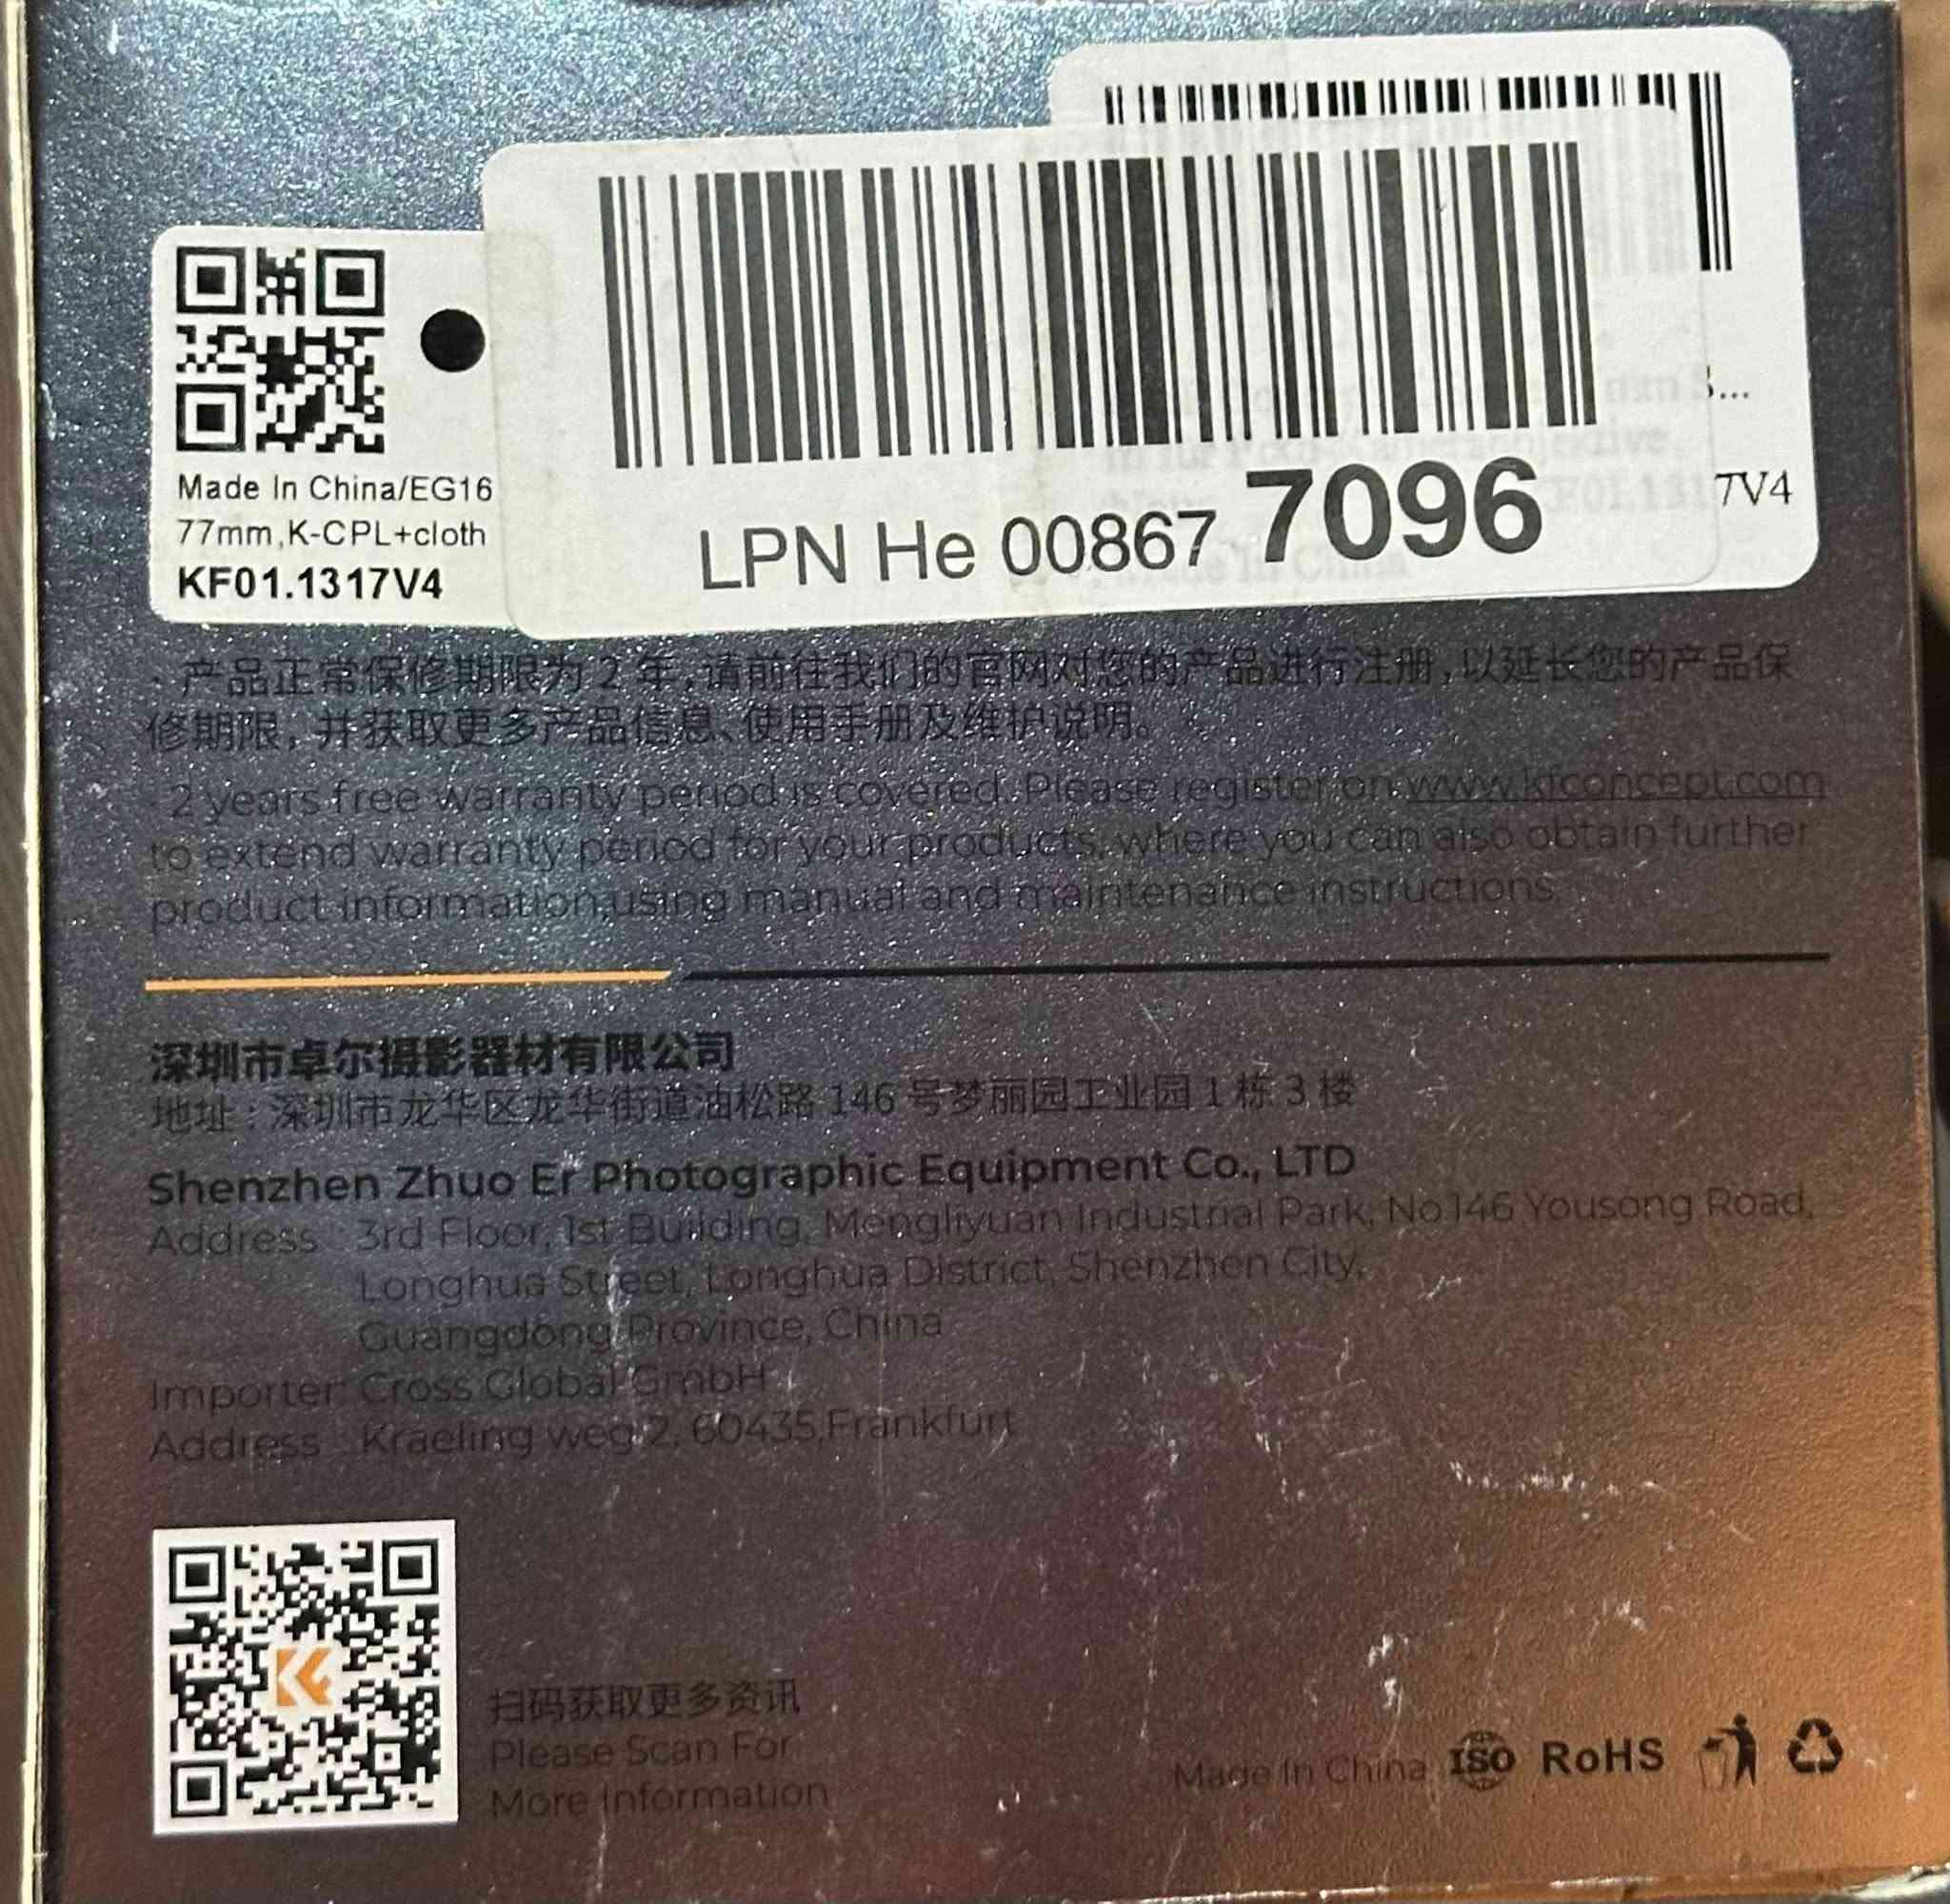 Made In China/EG16
77mm,K-CPL+cloth
KF01.1317V4
LPN He 00867 7096
...
7V4
· 产品正常保修期限为 2 年,请前往我们的官网对您的产品进行注册,以延长您的产品保
修期限,并获取更多产品信息、使用手册及维护说明。
· 2 years free warranty period is covered. Please register on www.kfconcept.com
to extend warranty period for your products, where you can also obtain further
product information,using manual and maintenance instructions.
深圳市卓尔摄影器材有限公司
地址:深圳市龙华区龙华街道油松路 146 号梦丽园工业园 1 栋 3 楼
Shenzhen Zhuo Er Photographic Equipment Co., LTD
Address : 3rd Floor, 1st Building, Mengliyuan Industrial Park, No.146 Yousong Road,
Longhua Street, Longhua District, Shenzhen City,
Guangdong Province, China
Importer: Cross Global GmbH
Address : Kraeling weg 2, 60435,Frankfurt
KF
扫码获取更多资讯
Please Scan For
More Information
Made In China ISO RoHS